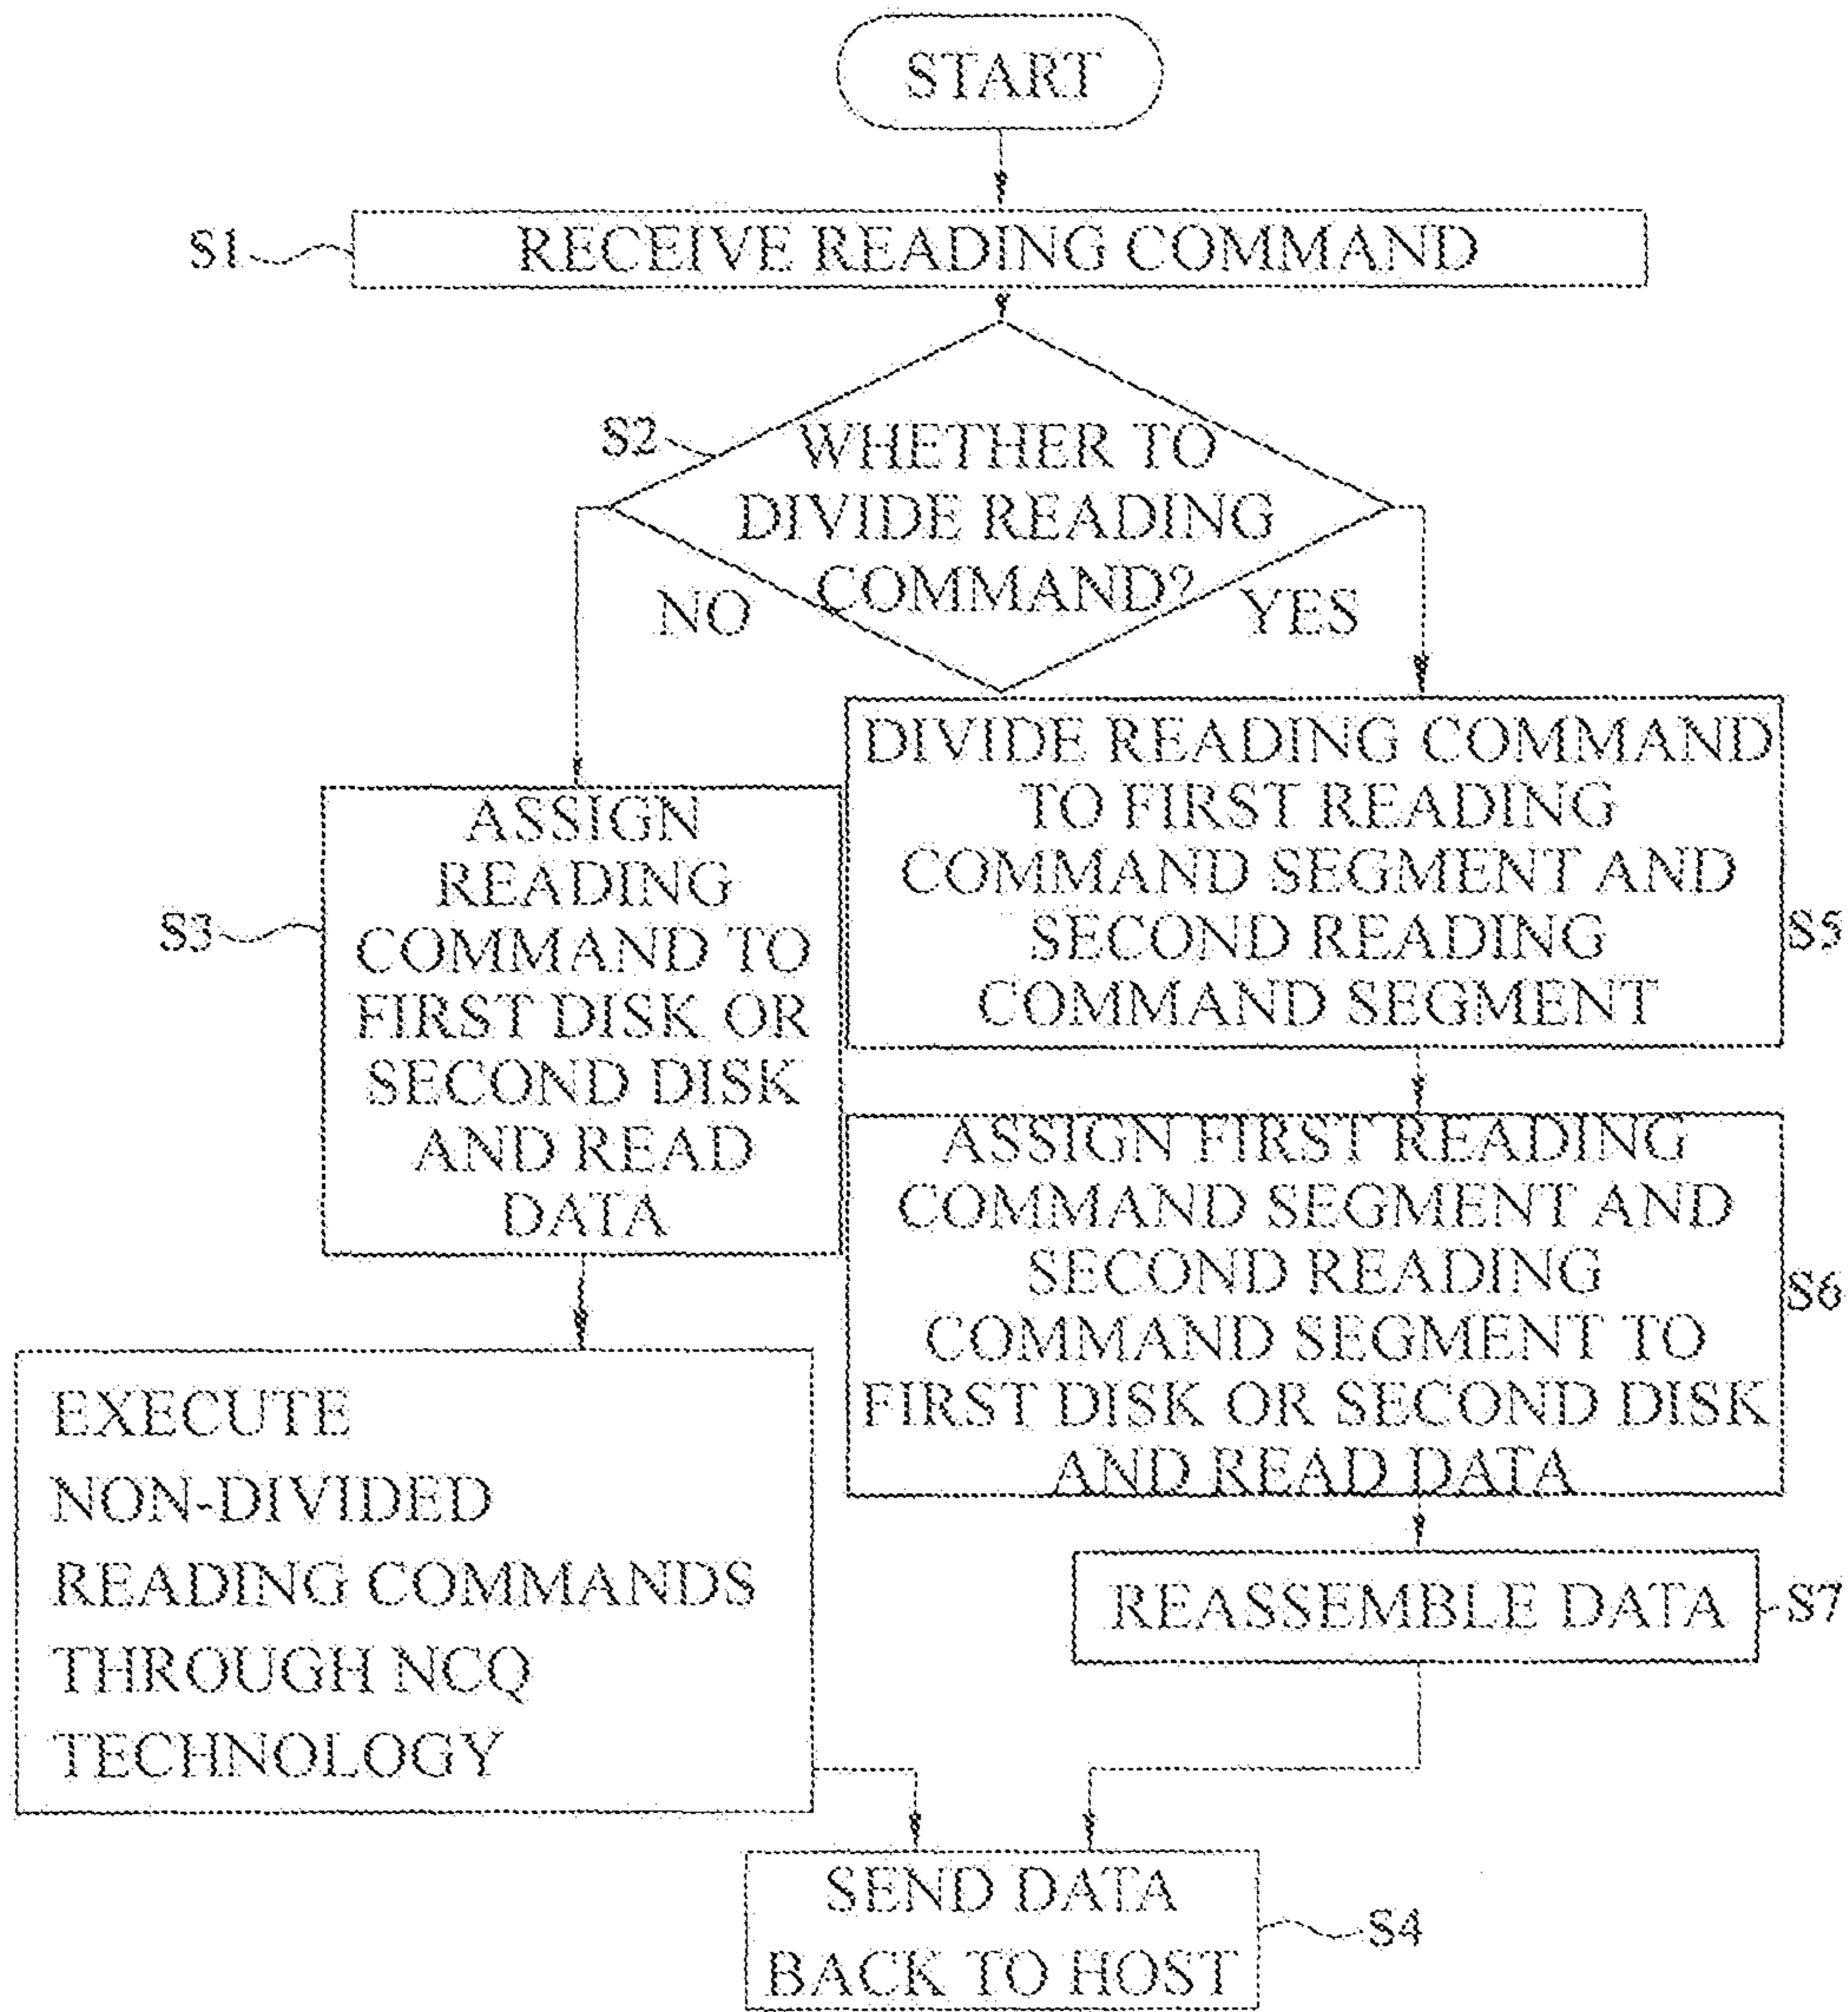 START
S1
RECEIVE READING COMMAND
S2
WHETHER TO
DIVIDE READING
COMMAND?
NO
YES
DIVIDE READING COMMAND
TO FIRST READING
COMMAND SEGMENT AND
SECOND READING
COMMAND SEGMENT
S5
ASSIGN
READING
COMMAND TO
FIRST DISK OR
SECOND DISK
AND READ
DATA
S3
ASSIGN FIRST READING
COMMAND SEGMENT AND
SECOND READING
COMMAND SEGMENT TO
FIRST DISK OR SECOND DISK
AND READ DATA
S6
EXECUTE
NON-DIVIDED
READING COMMANDS
THROUGH NCQ
TECHNOLOGY
REASSEMBLE DATA
S7
SEND DATA
BACK TO HOST
S4